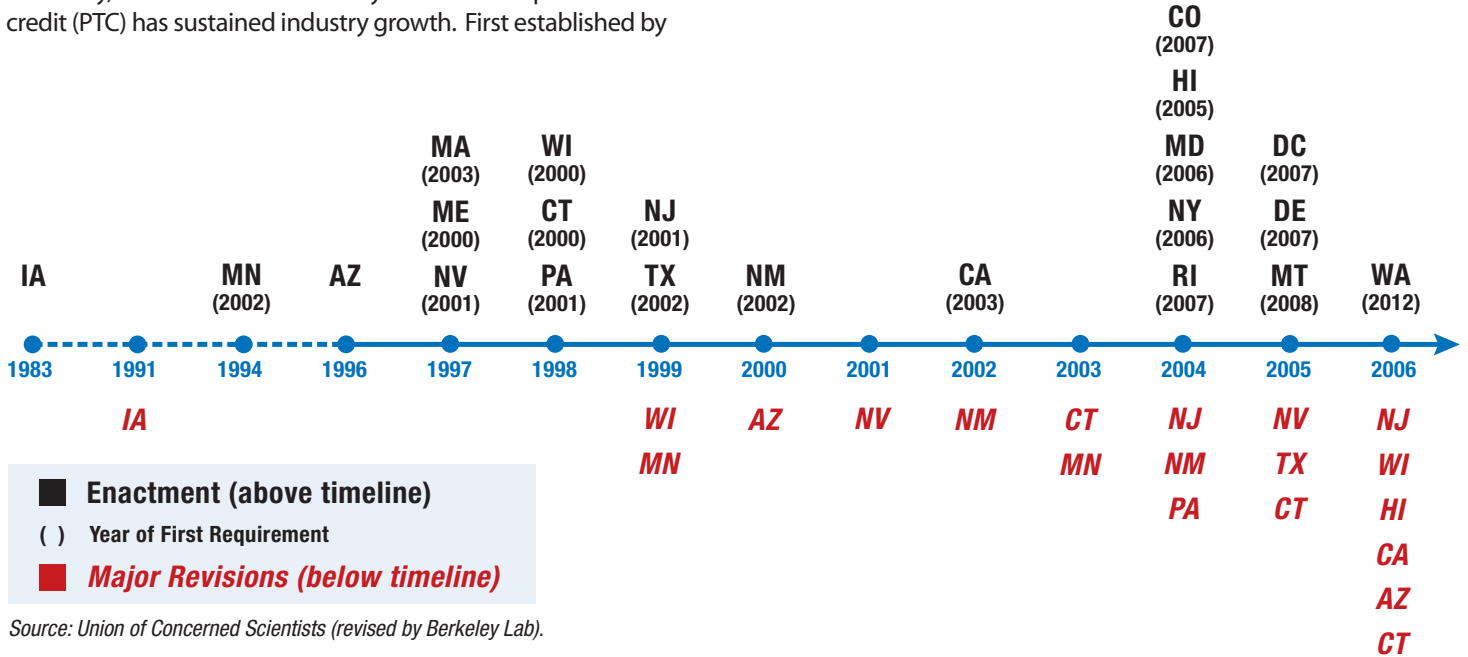 credit (PTC) has sustained industry growth. First established by
CO
(2007)
HI
(2005)
MA WI MD DC
(2003) (2000) (2006) (2007)
ME CT NJ NY DE
(2000) (2000) (2001) (2006) (2007)
IA MN AZ NV PA TX NM CA RI MT WA
(2002) (2001) (2001) (2002) (2002) (2003) (2007) (2008) (2012)
1983 1991 1994 1996 1997 1998 1999 2000 2001 2002 2003 2004 2005 2006
IA WI AZ NV NM CT NJ NV NJ
MN MN NM TX WI
PA CT HI
CA
AZ
CT
Enactment (above timeline)
( ) Year of First Requirement
Major Revisions (below timeline)
Source: Union of Concerned Scientists (revised by Berkeley Lab).